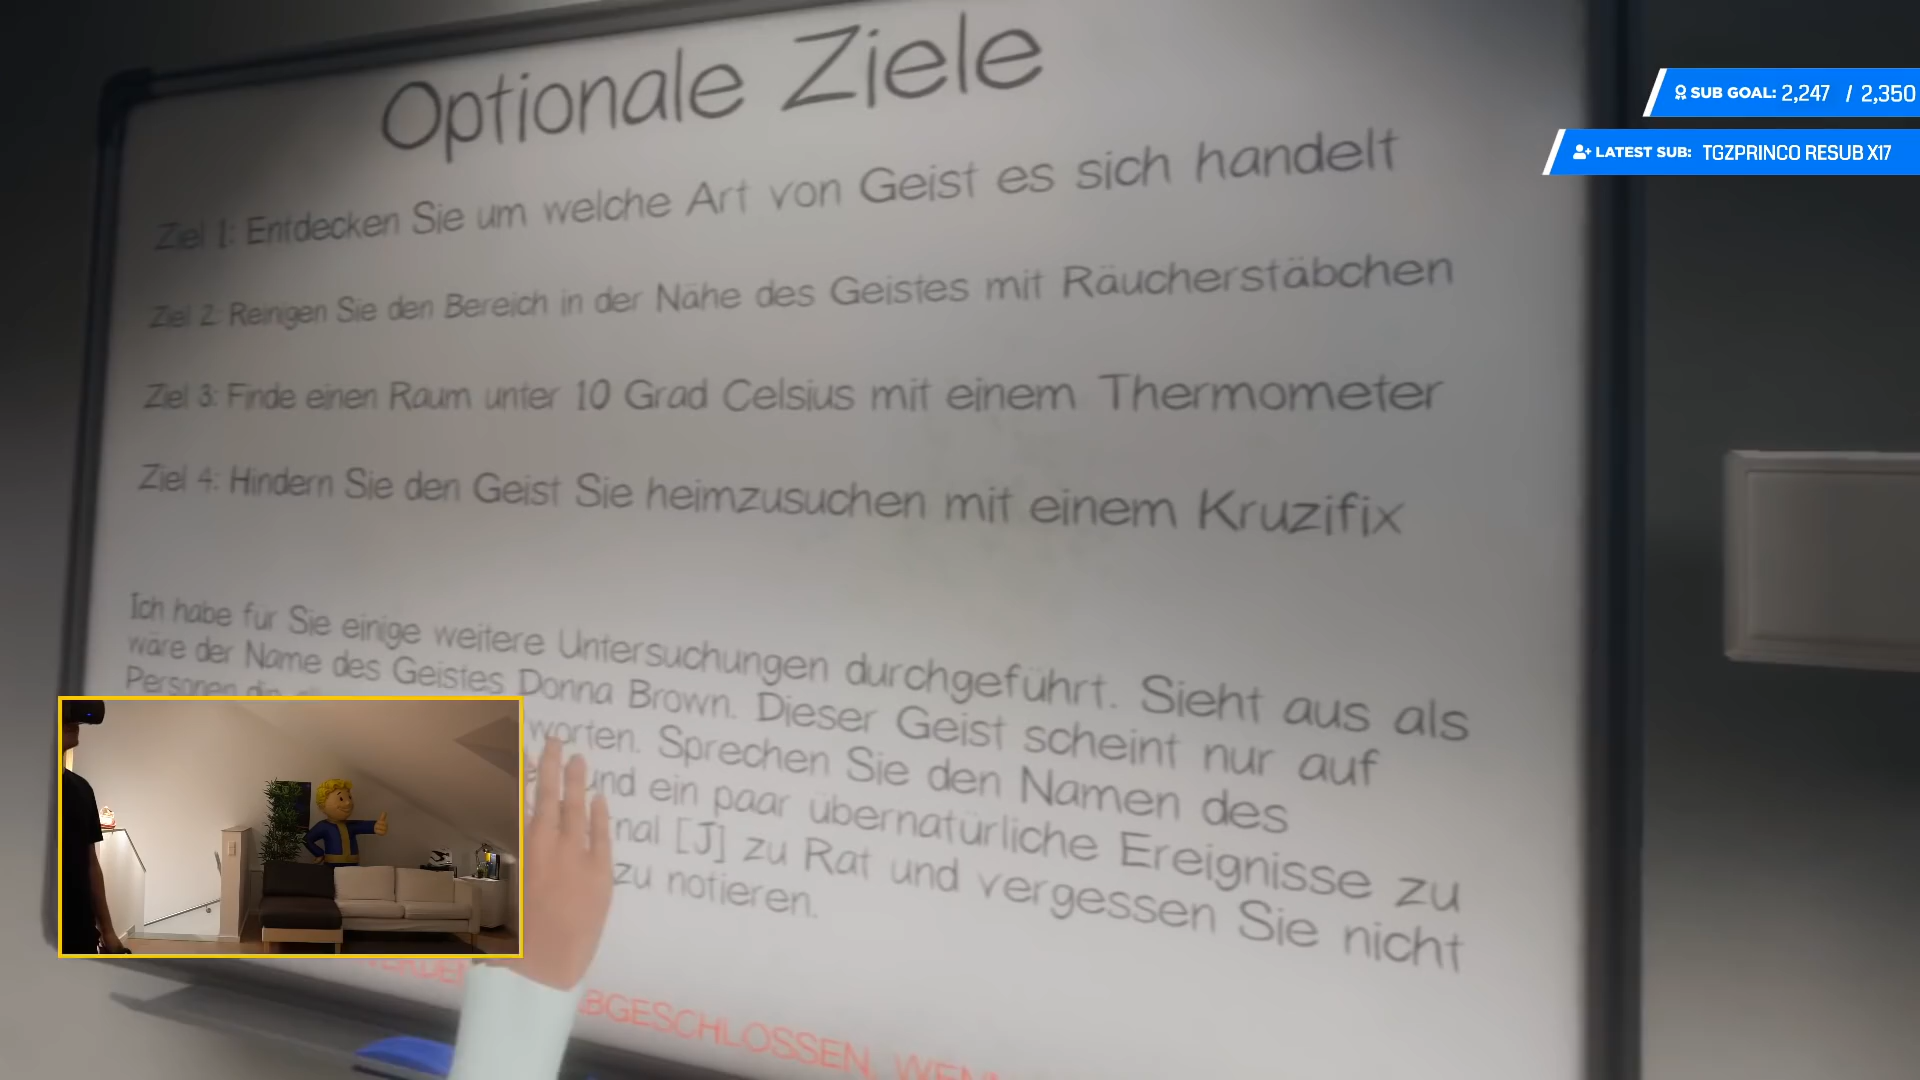 Optionale Ziele
Ziel 1: Entdecken Sie um welche Art von Geist es sich handelt
Ziel 2: Reinigen Sie den Bereich in der Nähe des Geistes mit Räucherstäbchen
Ziel 3: Finde einen Raum unter 10 Grad Celsius mit einem Thermometer
Ziel 4: Hindern Sie den Geist Sie heimzusuchen mit einem Kruzifix
Ich habe für Sie einige weitere Untersuchungen durchgeführt. Sieht aus als
wäre der Name des Geistes Donna Brown. Dieser Geist scheint nur auf
Personen die
worten. Sprechen Sie den Namen des
und ein paar übernatürliche Ereignisse zu
nal [J] zu Rat und vergessen Sie nicht
zu notieren.
BGESCHLOSSEN, WENN
SUB GOAL: 2,247 / 2,350
LATEST SUB: TGZPRINCO RESUB X17